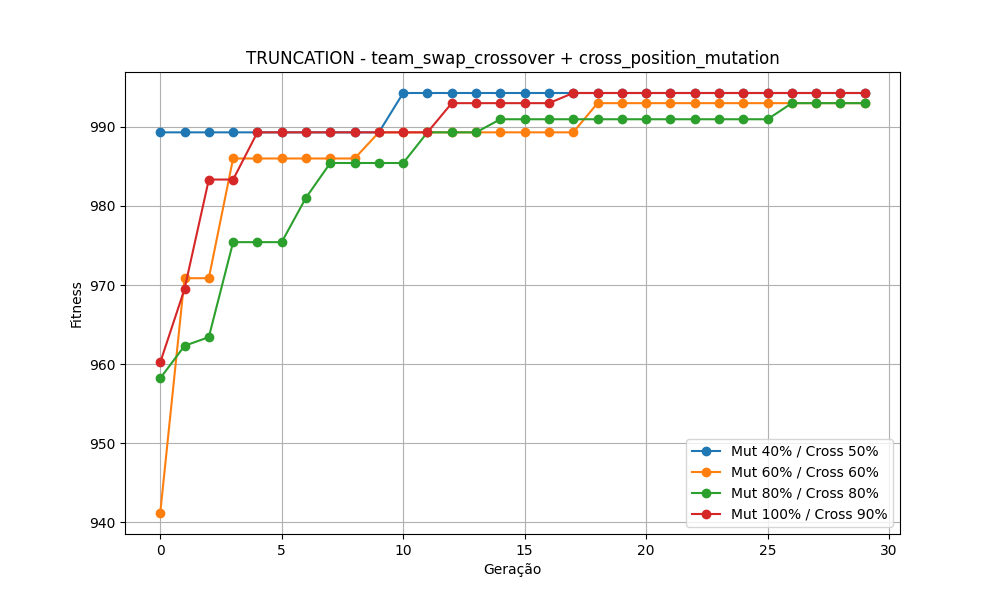 TRUNCATION - team_swap_crossover + cross_position_mutation
Fitness
990
980
970
960
950
940
0 5 10 15 20 25 30
Geração
Mut 40% / Cross 50%
Mut 60% / Cross 60%
Mut 80% / Cross 80%
Mut 100% / Cross 90%